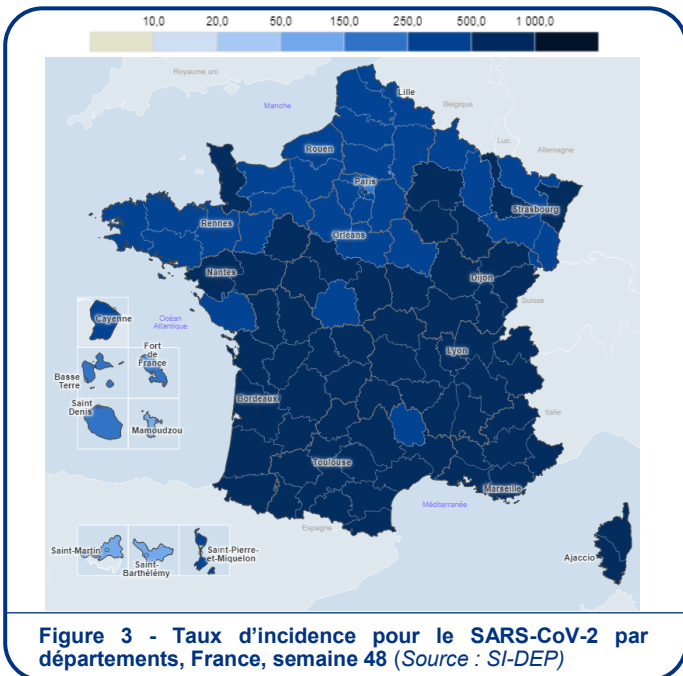 10,0 20,0 50,0 150,0 250,0 500,0 1 000,0
Royaume uni
Lille
Manche
Belgique
Lux.
Rouen
Allemagne
Paris
Strasbourg
Rennes
Orléans
Nantes
Dijon
Suisse
Cayenne
Océan
Atlantique
Lyon
Fort
de
France
Basse
Terre
Bordeaux
Saint
Denis
Italie
Mamoudzou
Toulouse
Marseille
Méditerranée
Espagne
Saint-Martin
Saint-
Barthélémy
Saint-Pierre-
et-Miquelon
Ajaccio
Figure 3 - Taux d’incidence pour le SARS-CoV-2 par
départements, France, semaine 48 (Source : SI-DEP)